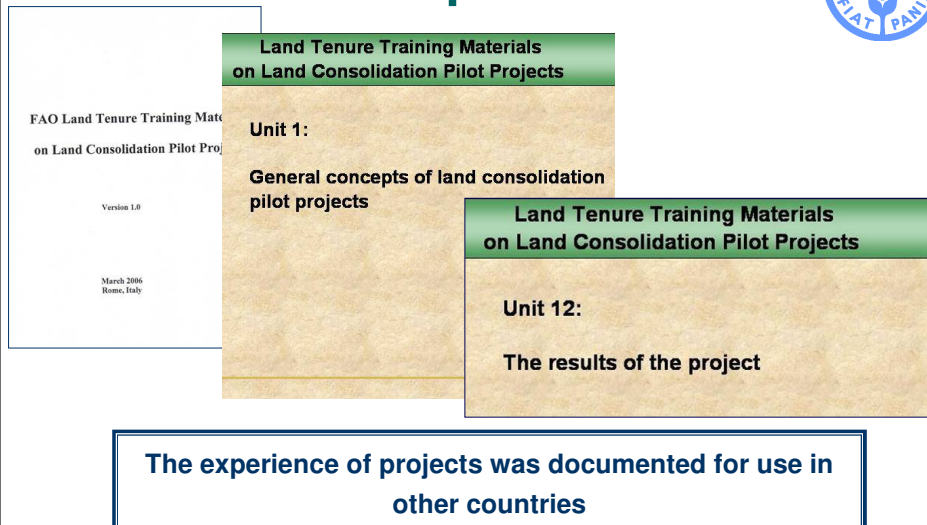 FIAT PANIS
FAO Land Tenure Training
on Land Consolidation Pilot
Version 1.0
March 2006
Rome, Italy
Land Tenure Training Materials
on Land Consolidation Pilot Projects
Unit 1:
General concepts of land consolidation
pilot projects
Land Tenure Training Materials
on Land Consolidation Pilot Projects
Unit 12:
The results of the project
The experience of projects was documented for use in
other countries